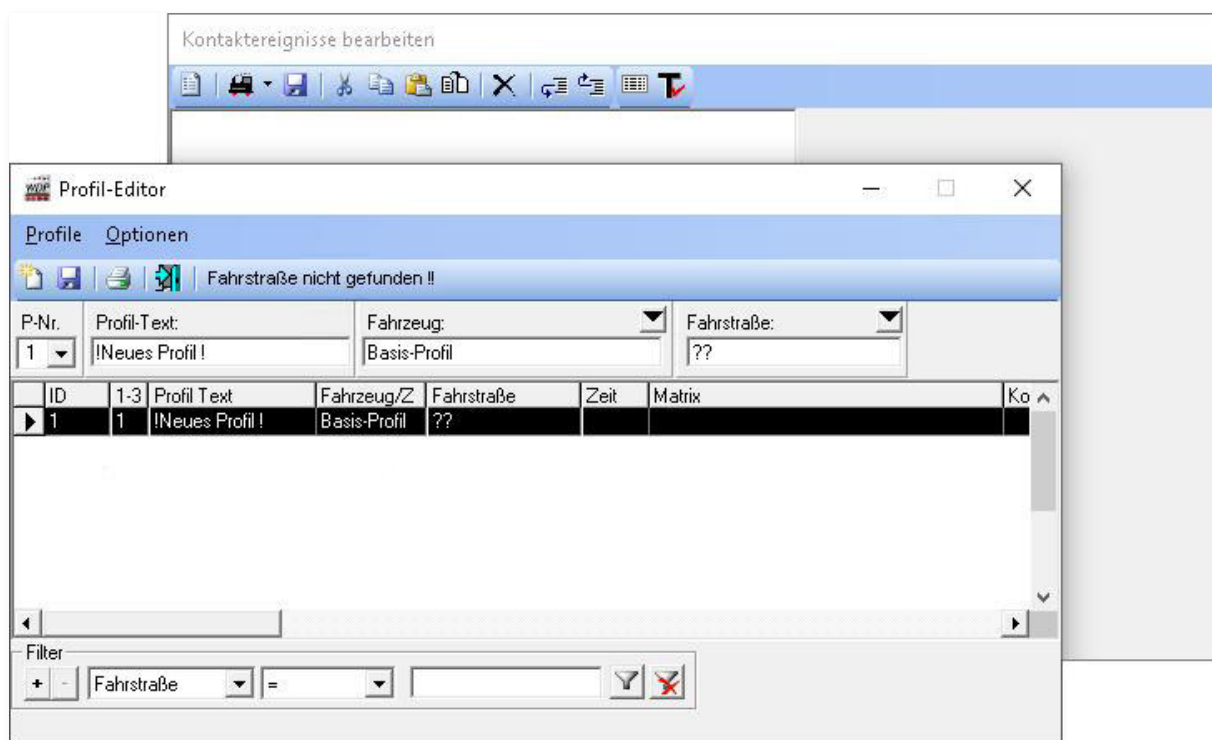 Kontaktereignisse bearbeiten
WDP Profil-Editor
Profile Optionen
Fahrstraße nicht gefunden !!
P-Nr. Profil-Text: Fahrzeug: Fahrstraße:
1 !Neues Profil ! Basis-Profil ??
ID 1-3 Profil Text Fahrzeug/Z Fahrstraße Zeit Matrix Ko
1 1 !Neues Profil ! Basis-Profil ??
Filter
+ - Fahrstraße =